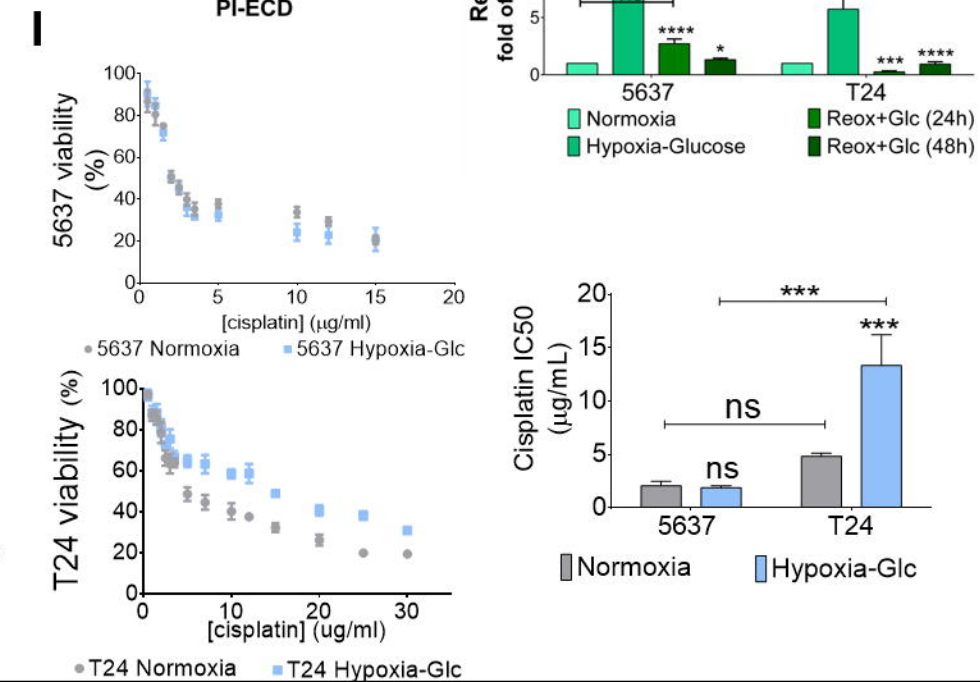 PI-ECD
I
Re
fold of
5
0
****
*
***
****
5637
T24
Normoxia
Reox+Glc (24h)
Hypoxia-Glucose
Reox+Glc (48h)
5637 viability
(%)
100
80
60
40
20
0
0
5
10
15
20
[cisplatin] (µg/ml)
5637 Normoxia
5637 Hypoxia-Glc
T24 viability (%)
100
80
60
40
20
0
0
10
20
30
[cisplatin] (ug/ml)
T24 Normoxia
T24 Hypoxia-Glc
Cisplatin IC50
(µg/mL)
20
15
10
5
0
***
***
ns
ns
5637
T24
Normoxia
Hypoxia-Glc